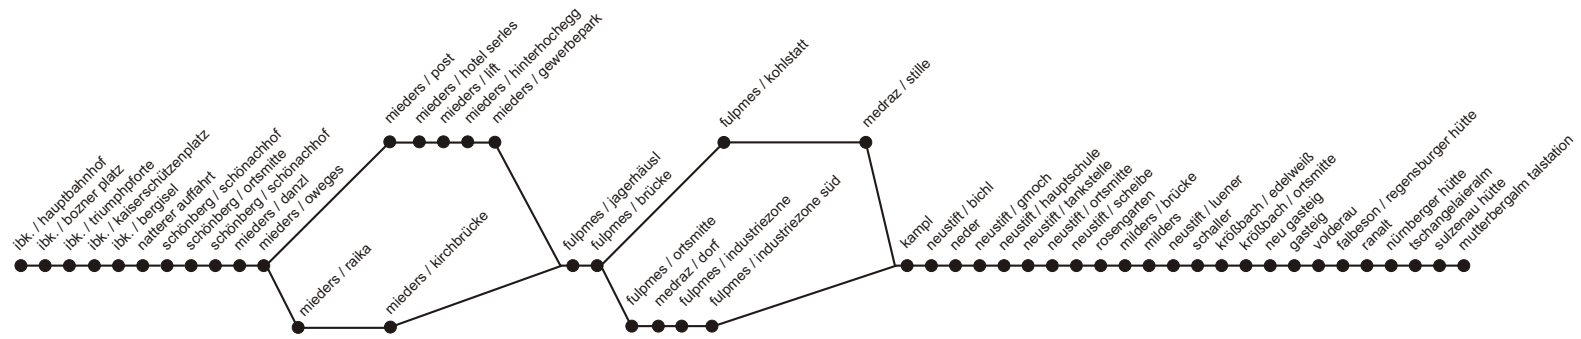 ibk. / hauptbahnhof
ibk. / bozner platz
ibk. / triumphpforte
ibk. / kaiserschützenplatz
ibk. / bergisel
natterer auffahrt
schönberg / schönachhof
schönberg / ortsmitte
schönberg / schönachhof
mieders / danzl
mieders / oweges
mieders / post
mieders / hotel serles
mieders / lift
mieders / hinterhochegg
mieders / gewerbepark
mieders / raika
mieders / kirchbrücke
fulpmes / jagerhäusl
fulpmes / brücke
fulpmes / kohlstatt
medraz / stille
fulpmes / ortsmitte
medraz / dorf
fulpmes / industriezone
fulpmes / industriezone süd
kampl
neustift / bichl
neder
neustift / gmoch
neustift / hauptschule
neustift / tankstelle
neustift / ortsmitte
neustift / scheibe
rosengarten
milders / brücke
milders
neustift / luener
schaller
krößbach / edelweiß
krößbach / ortsmitte
neu gasteig
gasteig
volderau
falbeson / regensburger hütte
ranalt
nürnberger hütte
tschangelaieralm
sulzenau hütte
mutterbergalm talstation